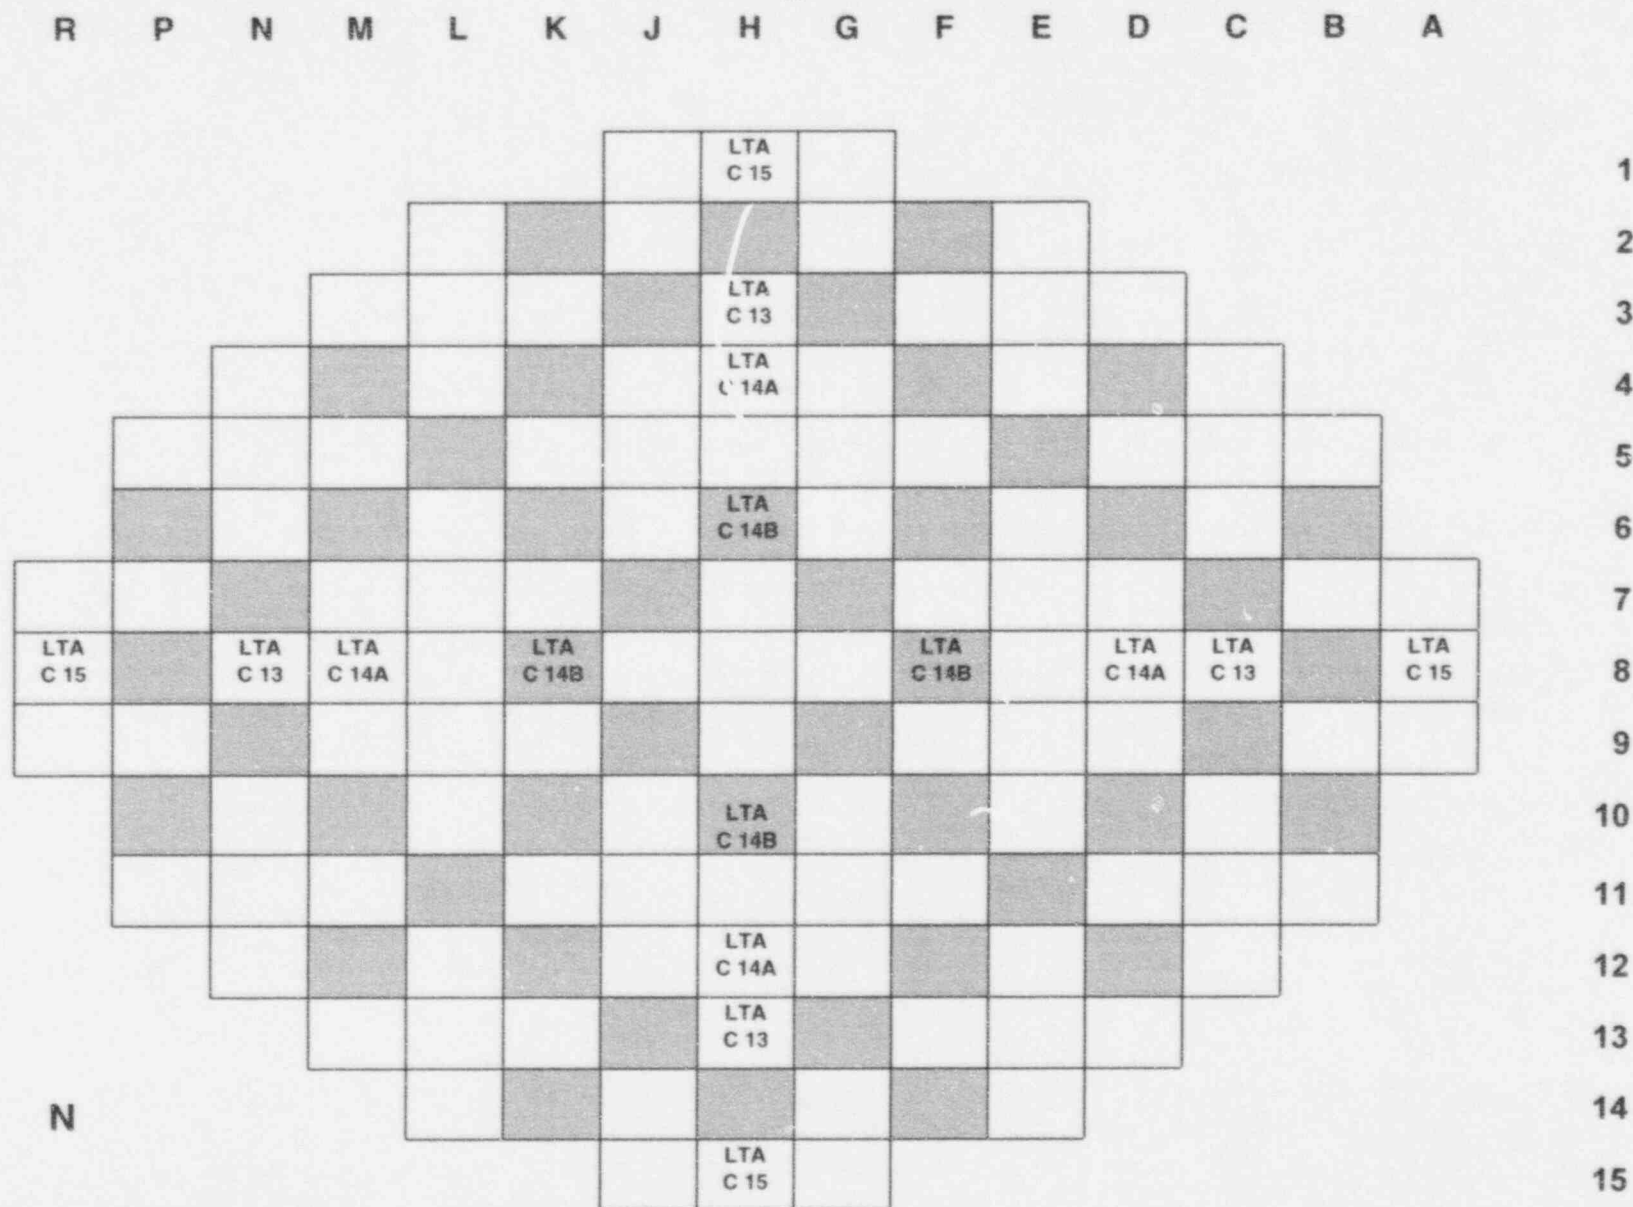 R P N M L K J H G F E D C B A
LTA
C 15
1
2
LTA
C 13
3
LTA
C 14A
4
5
LTA
C 14B
6
7
LTA LTA LTA LTA LTA LTA LTA LTA
C 15 C 13 C 14A C 14B C 14B C 14A C 13 C 15
8
9
LTA
C 14B
10
11
LTA
C 14A
12
LTA
C 13
13
N
14
LTA
C 15
15